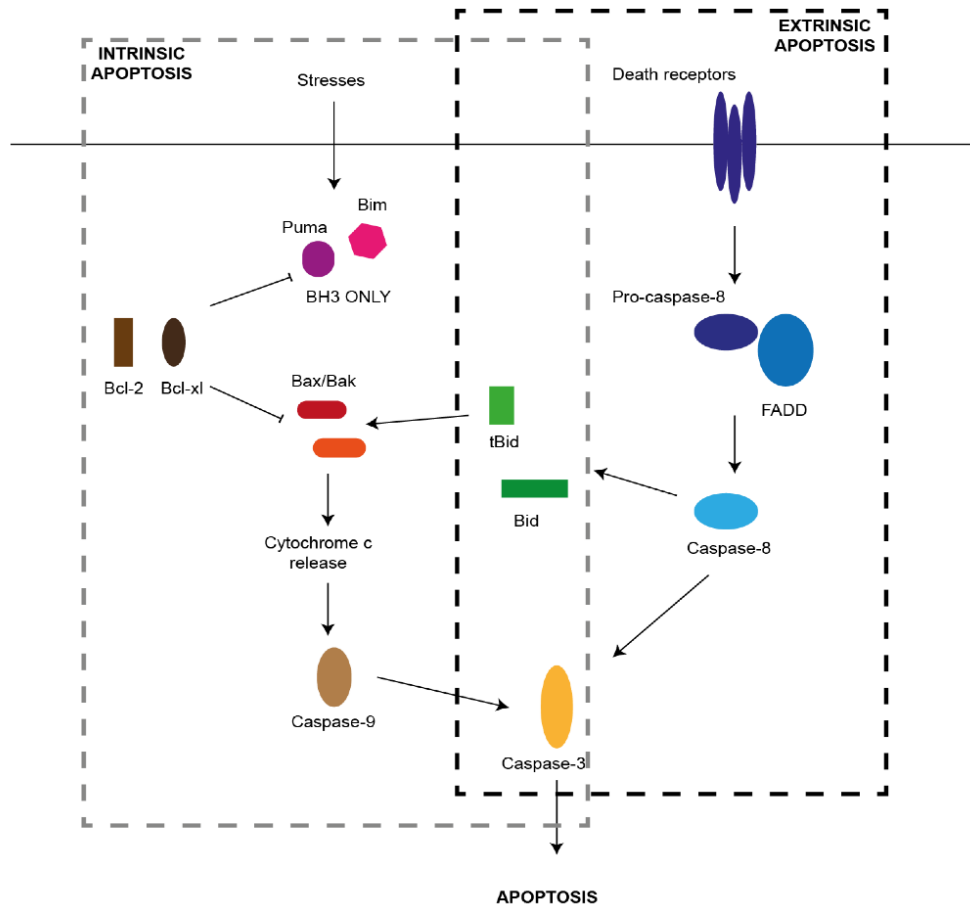 INTRINSIC
APOPTOSIS
EXTRINSIC
APOPTOSIS
Stresses
Death receptors
Bim
Puma
BH3 ONLY
Pro-caspase-8
Bcl-2
Bcl-xl
Bax/Bak
FADD
tBid
Bid
Cytochrome c
release
Caspase-8
Caspase-9
Caspase-3
APOPTOSIS